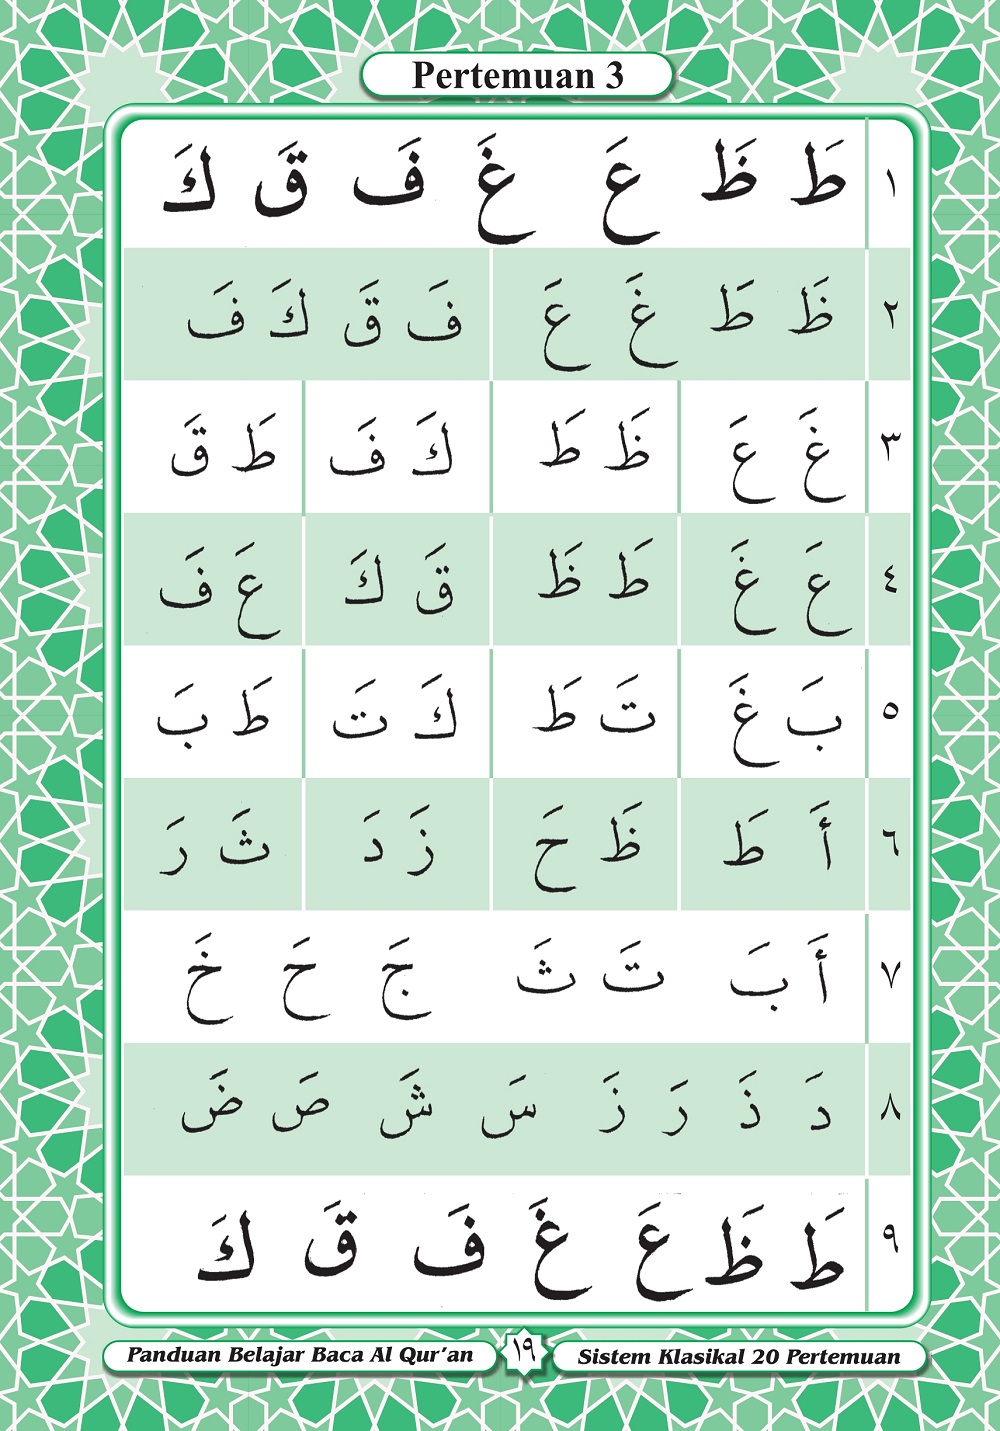 Pertemuan 3
١ طَ ظَ عَ غَ فَ قَ كَ
٢ ظَ طَ غَ عَ فَ قَ كَ فَ
٣ غَ عَ ظَ طَ كَ فَ طَ قَ
٤ عَ غَ طَ ظَ قَ كَ عَ فَ
٥ بَ غَ تَ طَ كَ تَ طَ بَ
٦ أَ طَ ظَ حَ زَ دَ ثَ رَ
٧ أَ بَ تَ ثَ جَ حَ خَ
٨ دَ ذَ رَ زَ سَ شَ صَ ضَ
٩ طَ ظَ عَ غَ فَ قَ كَ
Panduan Belajar Baca Al Qur'an ١٩ Sistem Klasikal 20 Pertemuan